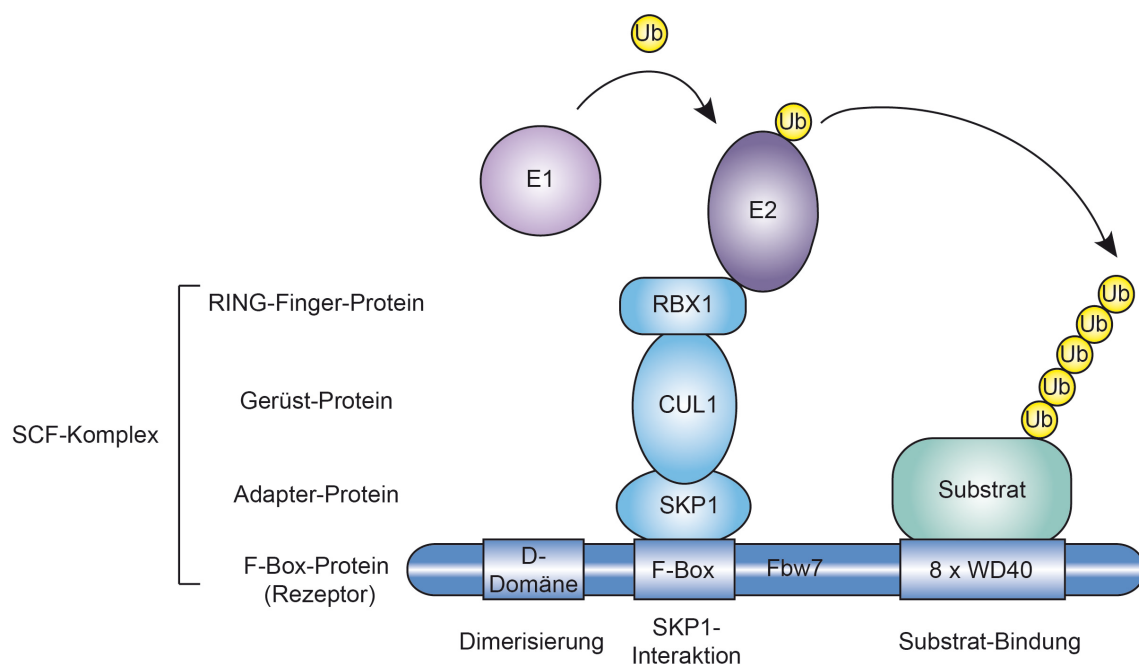 Ub
Ub
E1
E2
Ub
RING-Finger-Protein
RBX1
Ub
Ub
Gerüst-Protein
CUL1
Ub
Ub
SCF-Komplex
Adapter-Protein
SKP1
Substrat
F-Box-Protein
(Rezeptor)
D-
Domäne
F-Box
Fbw7
8 x WD40
Dimerisierung
SKP1-
Interaktion
Substrat-Bindung